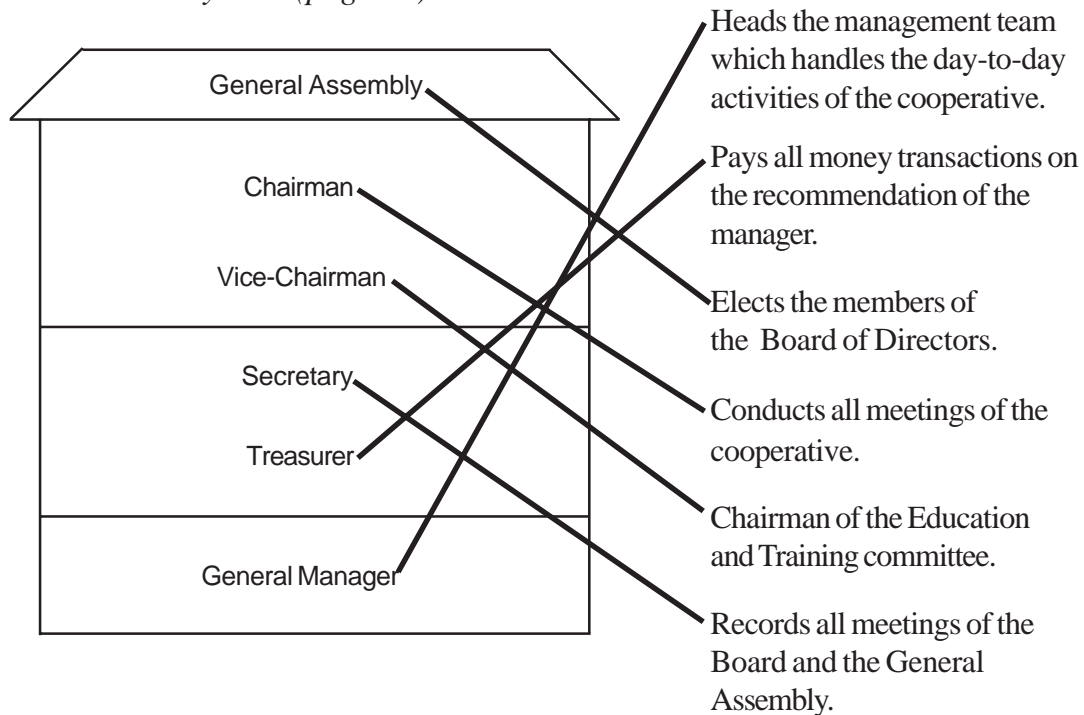 General Assembly
Chairman
Vice-Chairman
Secretary
Treasurer
General Manager
Heads the management team
which handles the day-to-day
activities of the cooperative.
Pays all money transactions on
the recommendation of the
manager.
Elects the members of
the Board of Directors.
Conducts all meetings of the
cooperative.
Chairman of the Education
and Training committee.
Records all meetings of the
Board and the General
Assembly.